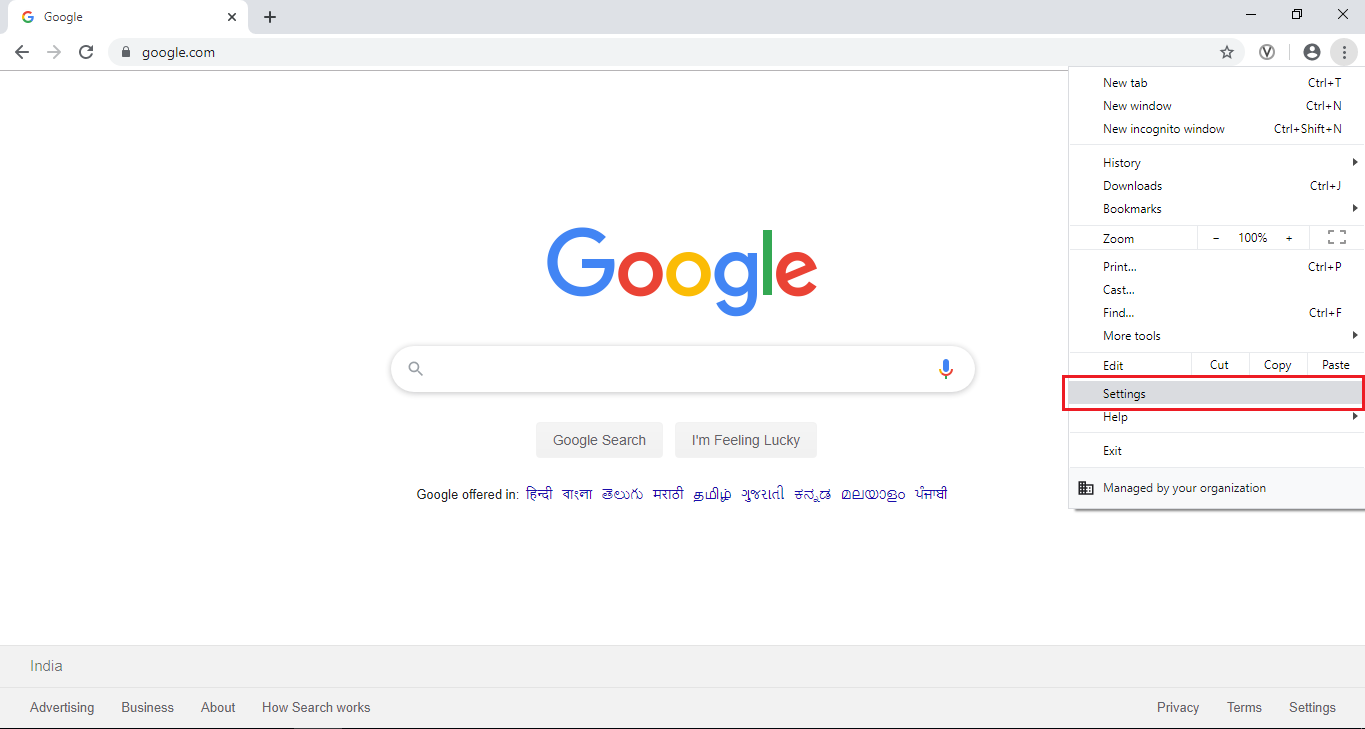 Google
google.com
New tab Ctrl+T
New window Ctrl+N
New incognito window Ctrl+Shift+N
History
Downloads Ctrl+J
Bookmarks
Zoom - 100% +
Print... Ctrl+P
Cast...
Find... Ctrl+F
More tools
Edit Cut Copy Paste
Settings
Help
Exit
Managed by your organization
Google
Google Search I'm Feeling Lucky
Google offered in: हिन्दी বাংলা తెలుగు मराठी தமிழ் ગુજરાતી ಕನ್ನಡ മലയാളം ਪੰਜਾਬੀ
India
Advertising Business About How Search works Privacy Terms Settings